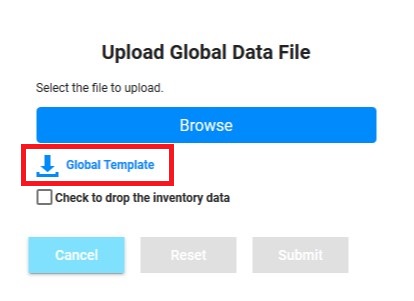 Upload Global Data File
Select the file to upload.
Browse
Global Template
Check to drop the inventory data
Cancel Reset Submit